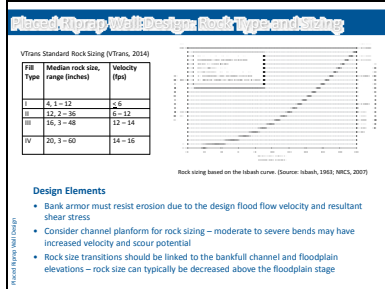 Placed Riprap Wall Design: Rock Type and Sizing
VTrans Standard Rock Sizing (VTrans, 2014)
Fill Type Median rock size, range (inches) Velocity (fps)
I 4, 1 – 12 < 6
II 12, 2 – 36 6 – 12
III 16, 3 – 48 12 – 14
IV 20, 3 – 60 14 – 16
Rock sizing based on the Isbash curve. (Source: Isbash, 1963; NRCS, 2007)
Design Elements
• Bank armor must resist erosion due to the design flood flow velocity and resultant
shear stress
• Consider channel planform for rock sizing – moderate to severe bends may have
increased velocity and scour potential
• Rock size transitions should be linked to the bankfull channel and floodplain
elevations – rock size can typically be decreased above the floodplain stage
Placed Riprap Wall Design